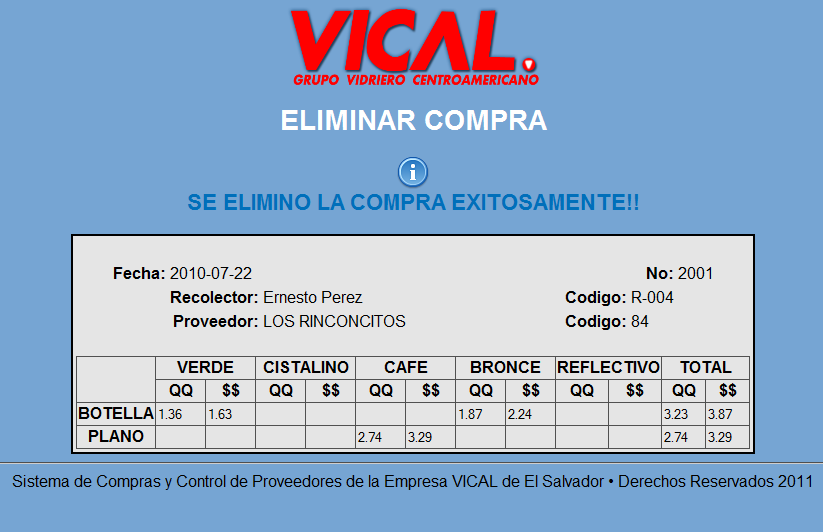 VICAL.
GRUPO VIDRIERO CENTROAMERICANO
ELIMINAR COMPRA
i
SE ELIMINO LA COMPRA EXITOSAMENTE!!
Fecha: 2010-07-22 No: 2001
Recolector: Ernesto Perez Codigo: R-004
Proveedor: LOS RINCONCITOS Codigo: 84
VERDE CISTALINO CAFE BRONCE REFLECTIVO TOTAL
QQ $$ QQ $$ QQ $$ QQ $$ QQ $$ QQ $$
BOTELLA 1.36 1.63 1.87 2.24 3.23 3.87
PLANO 2.74 3.29 2.74 3.29
Sistema de Compras y Control de Proveedores de la Empresa VICAL de El Salvador • Derechos Reservados 2011